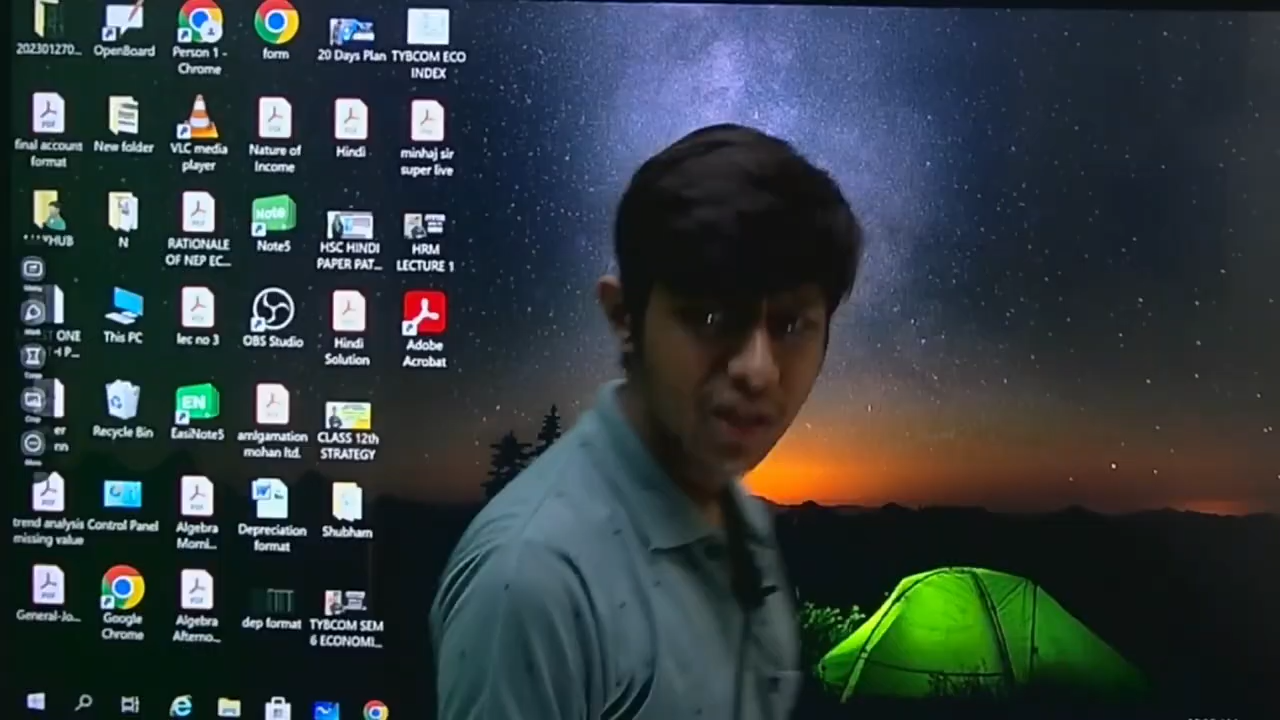 202301270...
OpenBoard
Person 1 -
Chrome
form
20 Days Plan
TYBCOM ECO
INDEX
final account
format
New folder
VLC media
player
Nature of
Income
Hindi
minhaj sir
super live
N
RATIONALE
OF NEP EC...
Note5
HSC HINDI
PAPER PAT...
HRM
LECTURE 1
ONE
This PC
lec no 3
OBS Studio
Hindi
Solution
Adobe
Acrobat
Recycle Bin
EN
EasiNote5
amlgamation
mohan ltd.
CLASS 12th
STRATEGY
trend analysis
missing value
Control Panel
Algebra
Morni...
Depreciation
format
Shubham
General-Jo...
Google
Chrome
Algebra
Afterno...
dep format
TYBCOM SEM
6 ECONOMI...